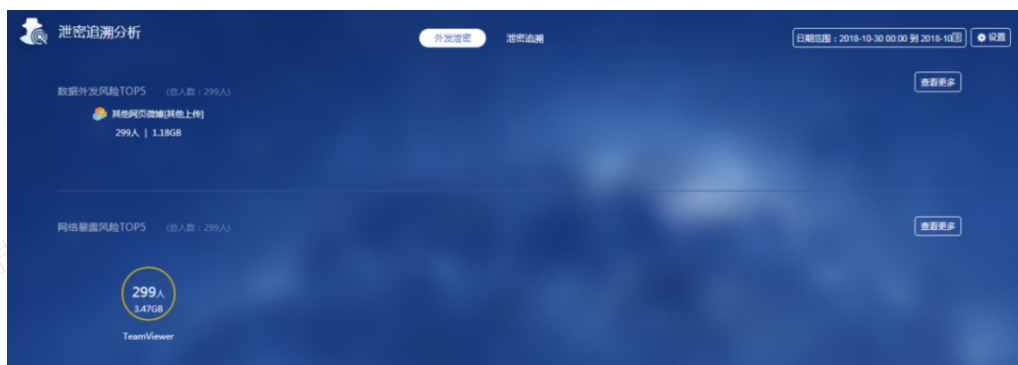 泄密追溯分析
外发泄密 泄密追溯
日期范围：2018-10-30 00:00 到 2018-10
设置
数据外发风险TOP5 (总人数：299人)
查看更多
其他网页微博[其他上传]
299人 | 1.18GB
网络暴露风险TOP5 (总人数：299人)
查看更多
299人
3.47GB
TeamViewer